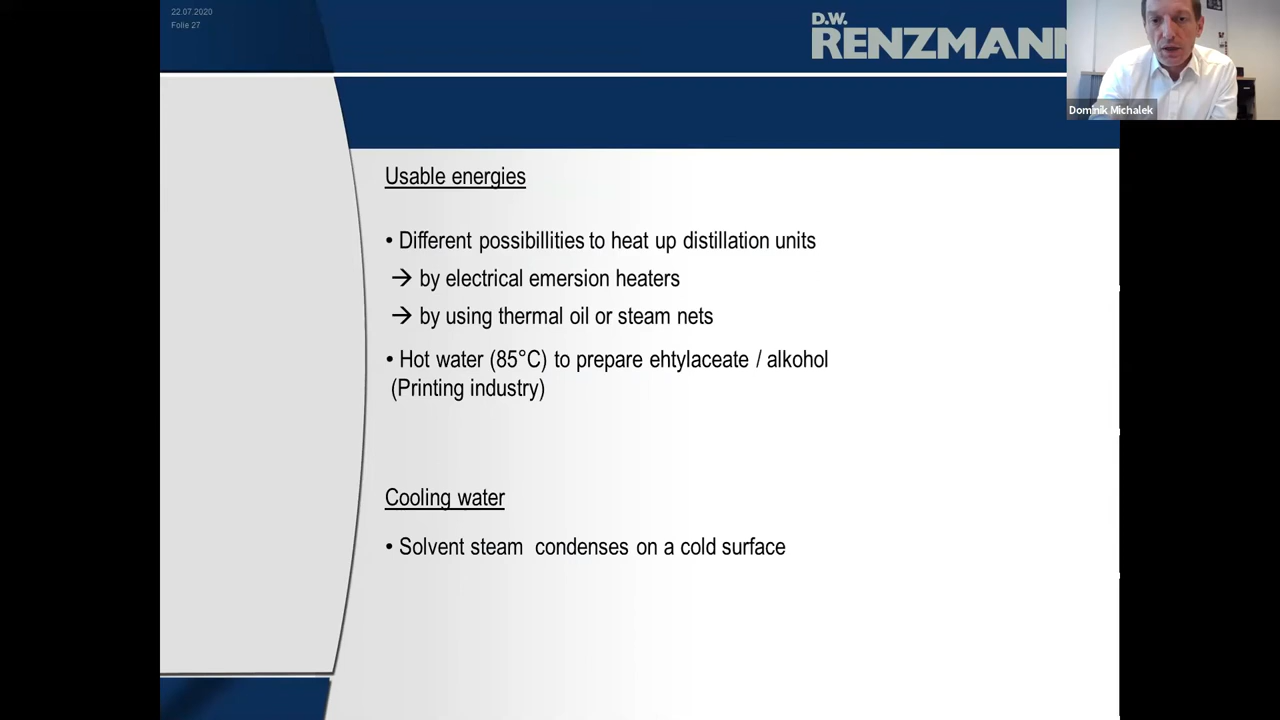 22.07.2020
Folie 27
D.W.
RENZMANN
Dominik Michalek
Usable energies
• Different possibillities to heat up distillation units
→ by electrical emersion heaters
→ by using thermal oil or steam nets
• Hot water (85°C) to prepare ehtylaceate / alkohol
(Printing industry)
Cooling water
• Solvent steam condenses on a cold surface